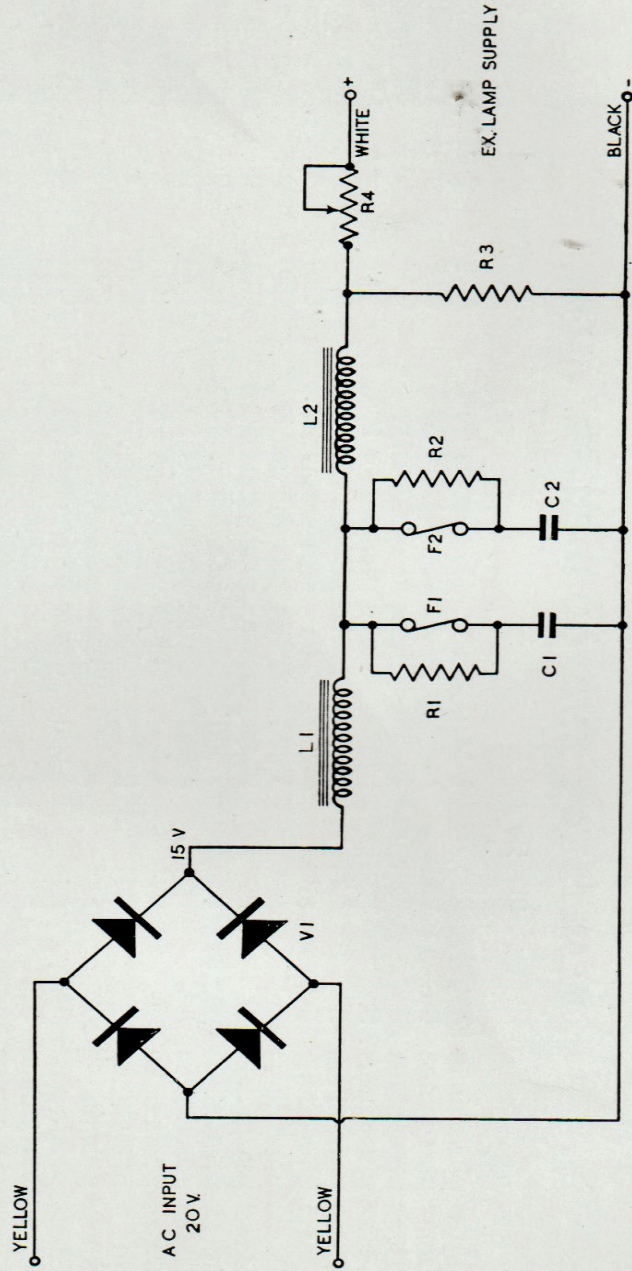 YELLOW
AC INPUT
20 V.
YELLOW
15 V
V1
L1
R1
F1
C1
F2
R2
C2
L2
R3
R4
+
WHITE
EX. LAMP SUPPLY
BLACK
-